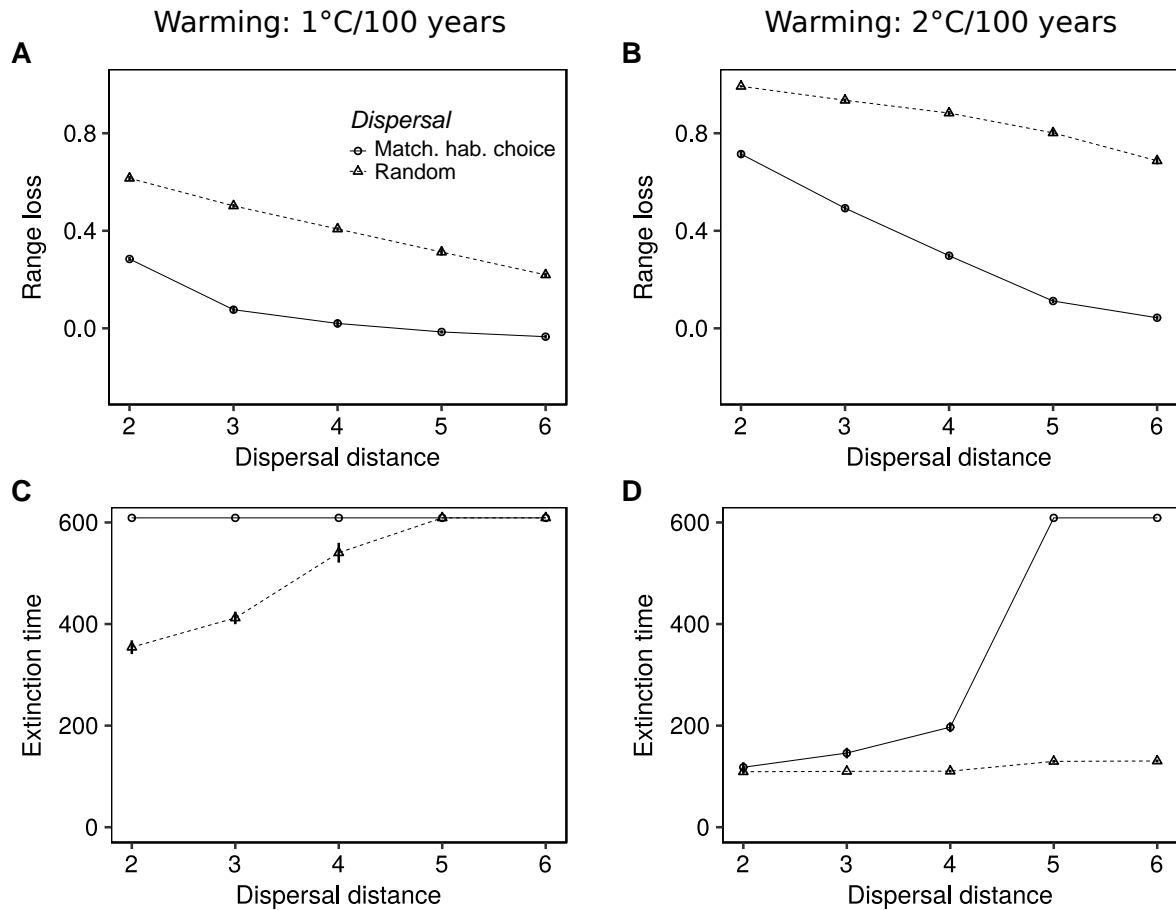 Warming: 1°C/100 years
Warming: 2°C/100 years
A
Range loss
0.8
0.4
0.0
Dispersal
Match. hab. choice
Random
2 3 4 5 6
Dispersal distance
B
Range loss
0.8
0.4
0.0
2 3 4 5 6
Dispersal distance
C
Extinction time
600
400
200
0
2 3 4 5 6
Dispersal distance
D
Extinction time
600
400
200
0
2 3 4 5 6
Dispersal distance